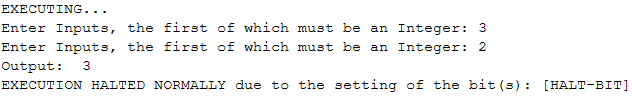 EXECUTING...
Enter Inputs, the first of which must be an Integer: 3
Enter Inputs, the first of which must be an Integer: 2
Output:  3
EXECUTION HALTED NORMALLY due to the setting of the bit(s): [HALT-BIT]